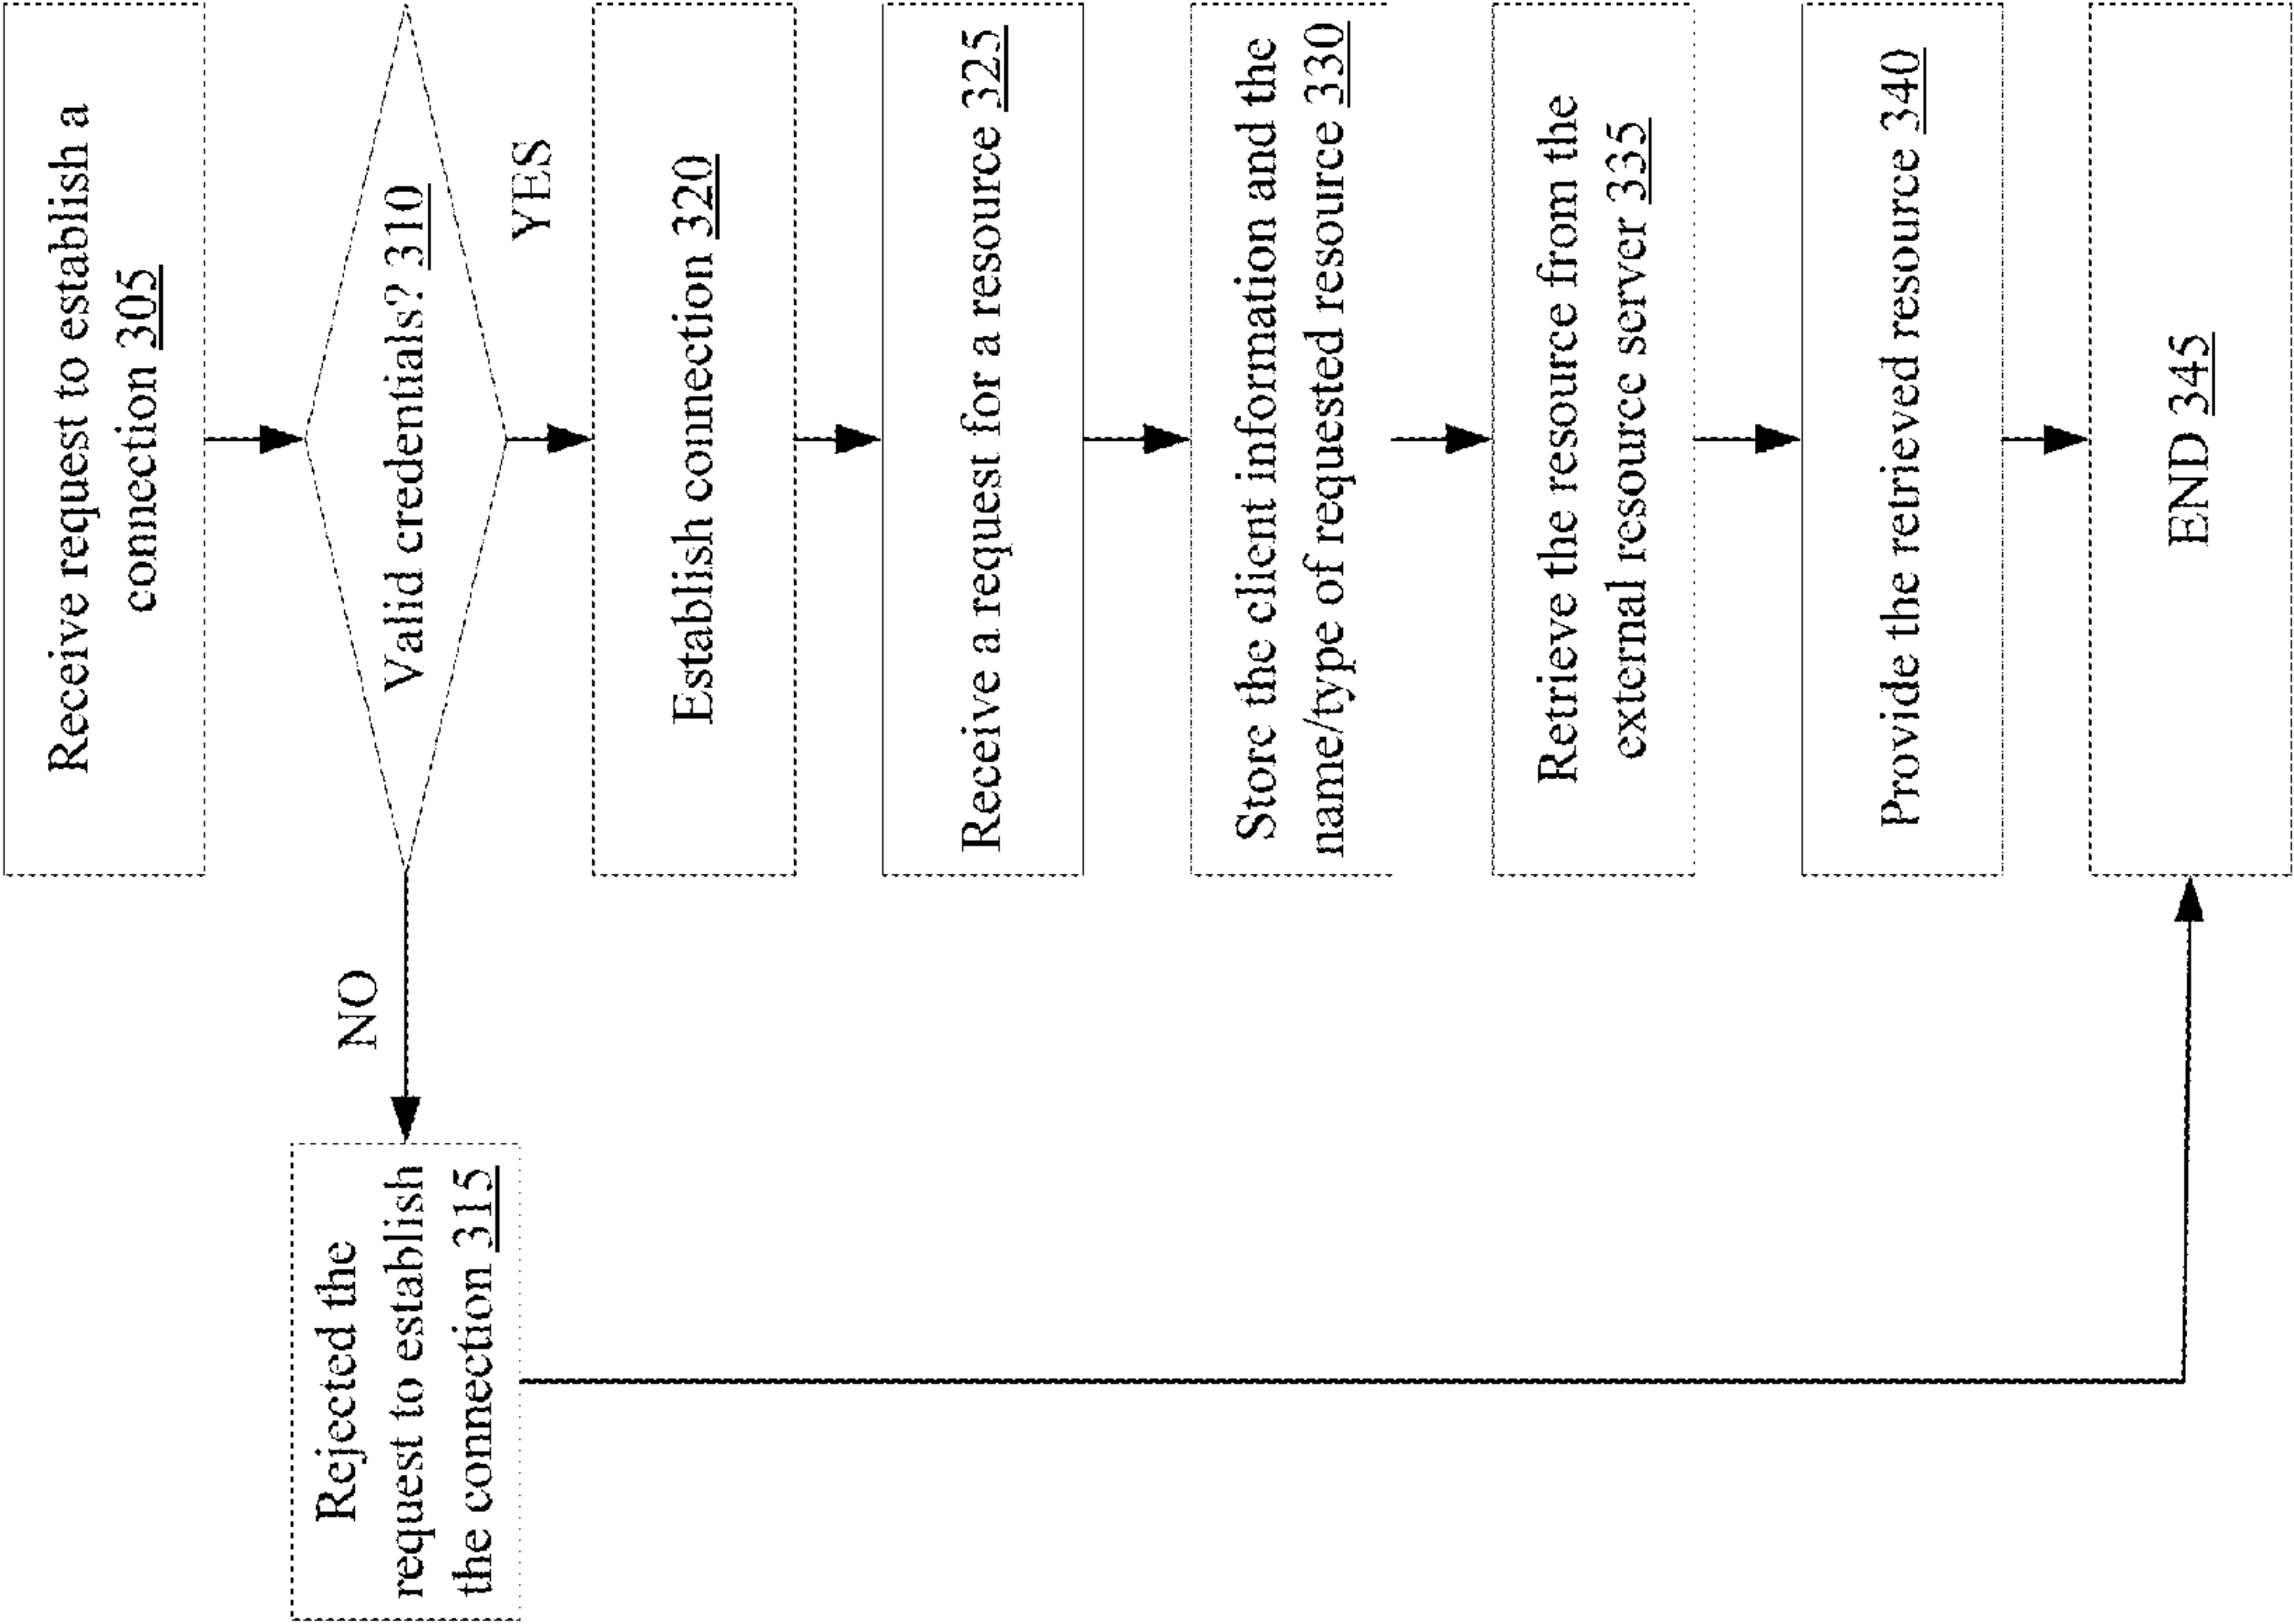 Receive request to establish a
connection 305
Valid credentials? 310
NO
YES
Rejected the
request to establish
the connection 315
Establish connection 320
Receive a request for a resource 325
Store the client information and the
name/type of requested resource 330
Retrieve the resource from the
external resource server 335
Provide the retrieved resource 340
END 345